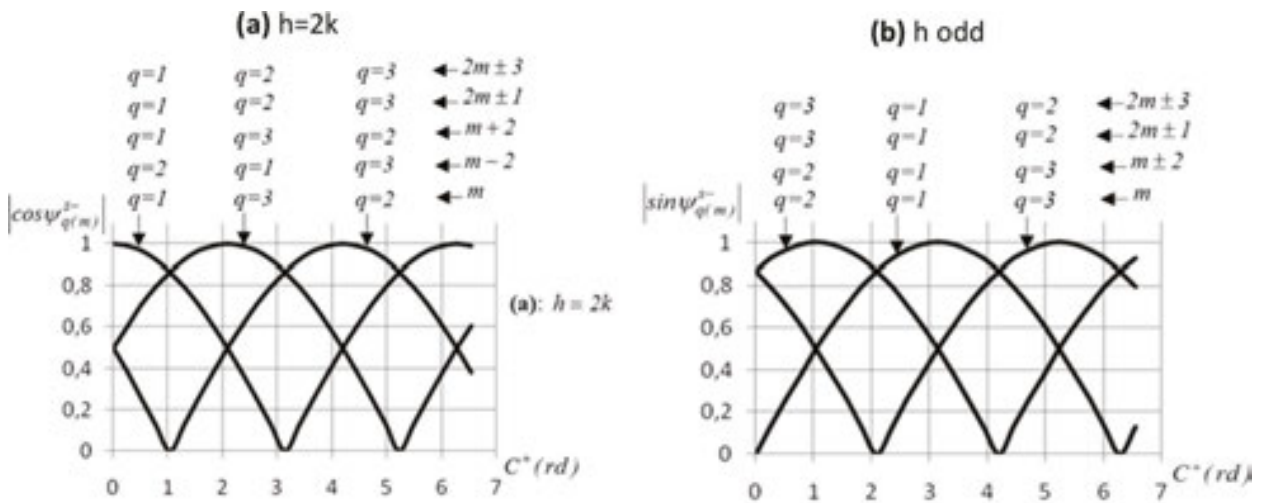 (a) h=2k
q=1 q=2 q=3 2m ± 3
q=1 q=2 q=3 2m ± 1
q=1 q=3 q=2 m + 2
q=2 q=1 q=3 m − 2
q=1 q=3 q=2 m
|cosψ^{s−}_{q(m)}|
1
0,8
0,6
0,4
0,2
0
0 1 2 3 4 5 6 7
C⁺(rd)
(a): h = 2k
(b) h odd
q=3 q=1 q=2 2m ± 3
q=3 q=1 q=2 2m ± 1
q=2 q=1 q=3 m ± 2
q=2 q=1 q=3 m
|sinψ^{s−}_{q(m)}|
1
0,8
0,6
0,4
0,2
0
0 1 2 3 4 5 6 7
C⁺(rd)